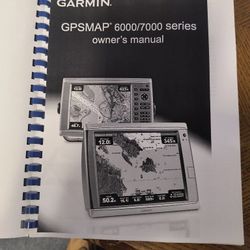 GARMIN.
GPSMAP® 6000/7000 series
owner's manual
12.0
345
50.2